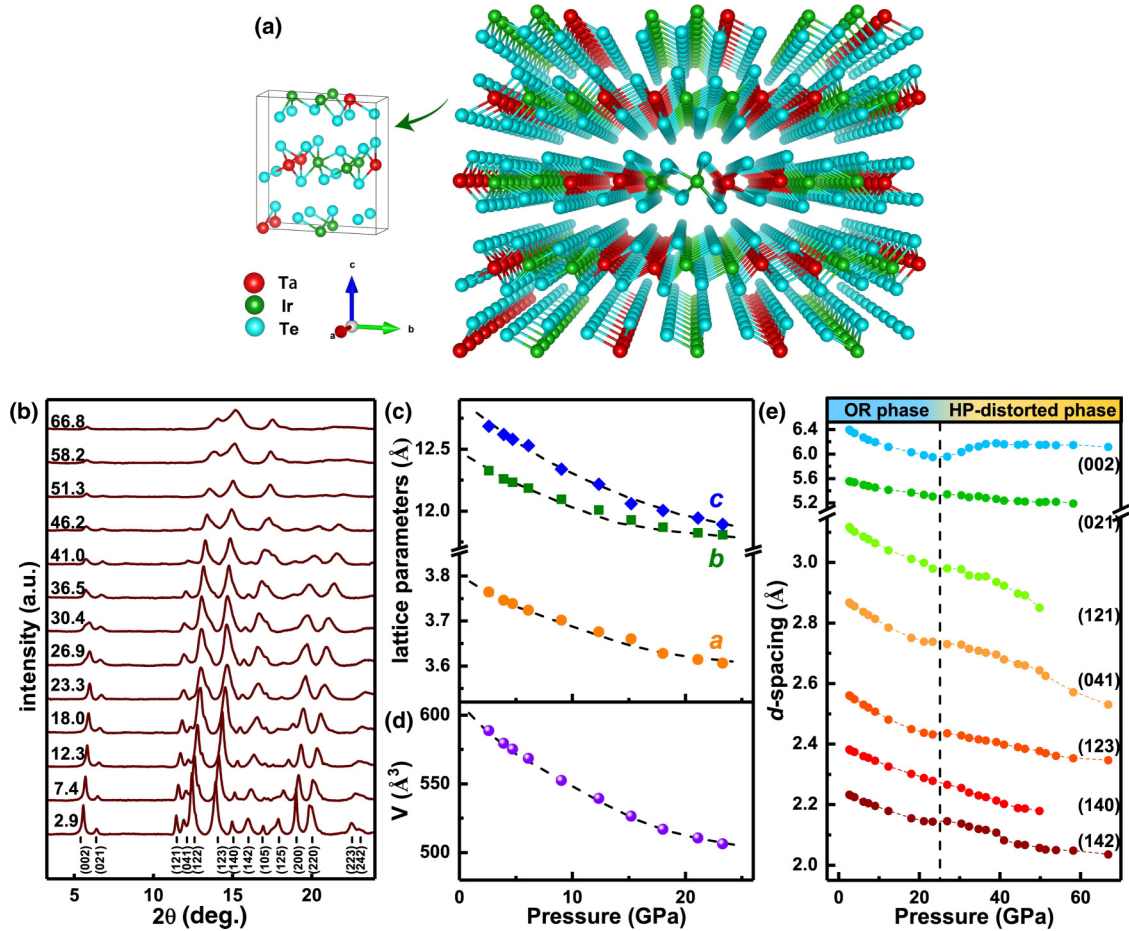 (a)
c
Ta
Ir
Te
a
b
(b)
66.8
58.2
51.3
46.2
41.0
36.5
30.4
26.9
23.3
18.0
12.3
7.4
2.9
(002)
(021)
(121)
(041)
(122)
(123)
(140)
(142)
(105)
(125)
(200)
(220)
(223)
(242)
5 10 15 20
2θ (deg.)
intensity (a.u.)
(c)
12.5
12.0
3.8
3.7
3.6
lattice parameters (Å)
c
b
a
(d)
600
550
500
V (Å³)
0 10 20
Pressure (GPa)
(e)
OR phase HP-distorted phase
6.4
6.0
5.6
5.2
3.0
2.8
2.6
2.4
2.2
2.0
d-spacing (Å)
(002)
(021)
(121)
(041)
(123)
(140)
(142)
0 20 40 60
Pressure (GPa)